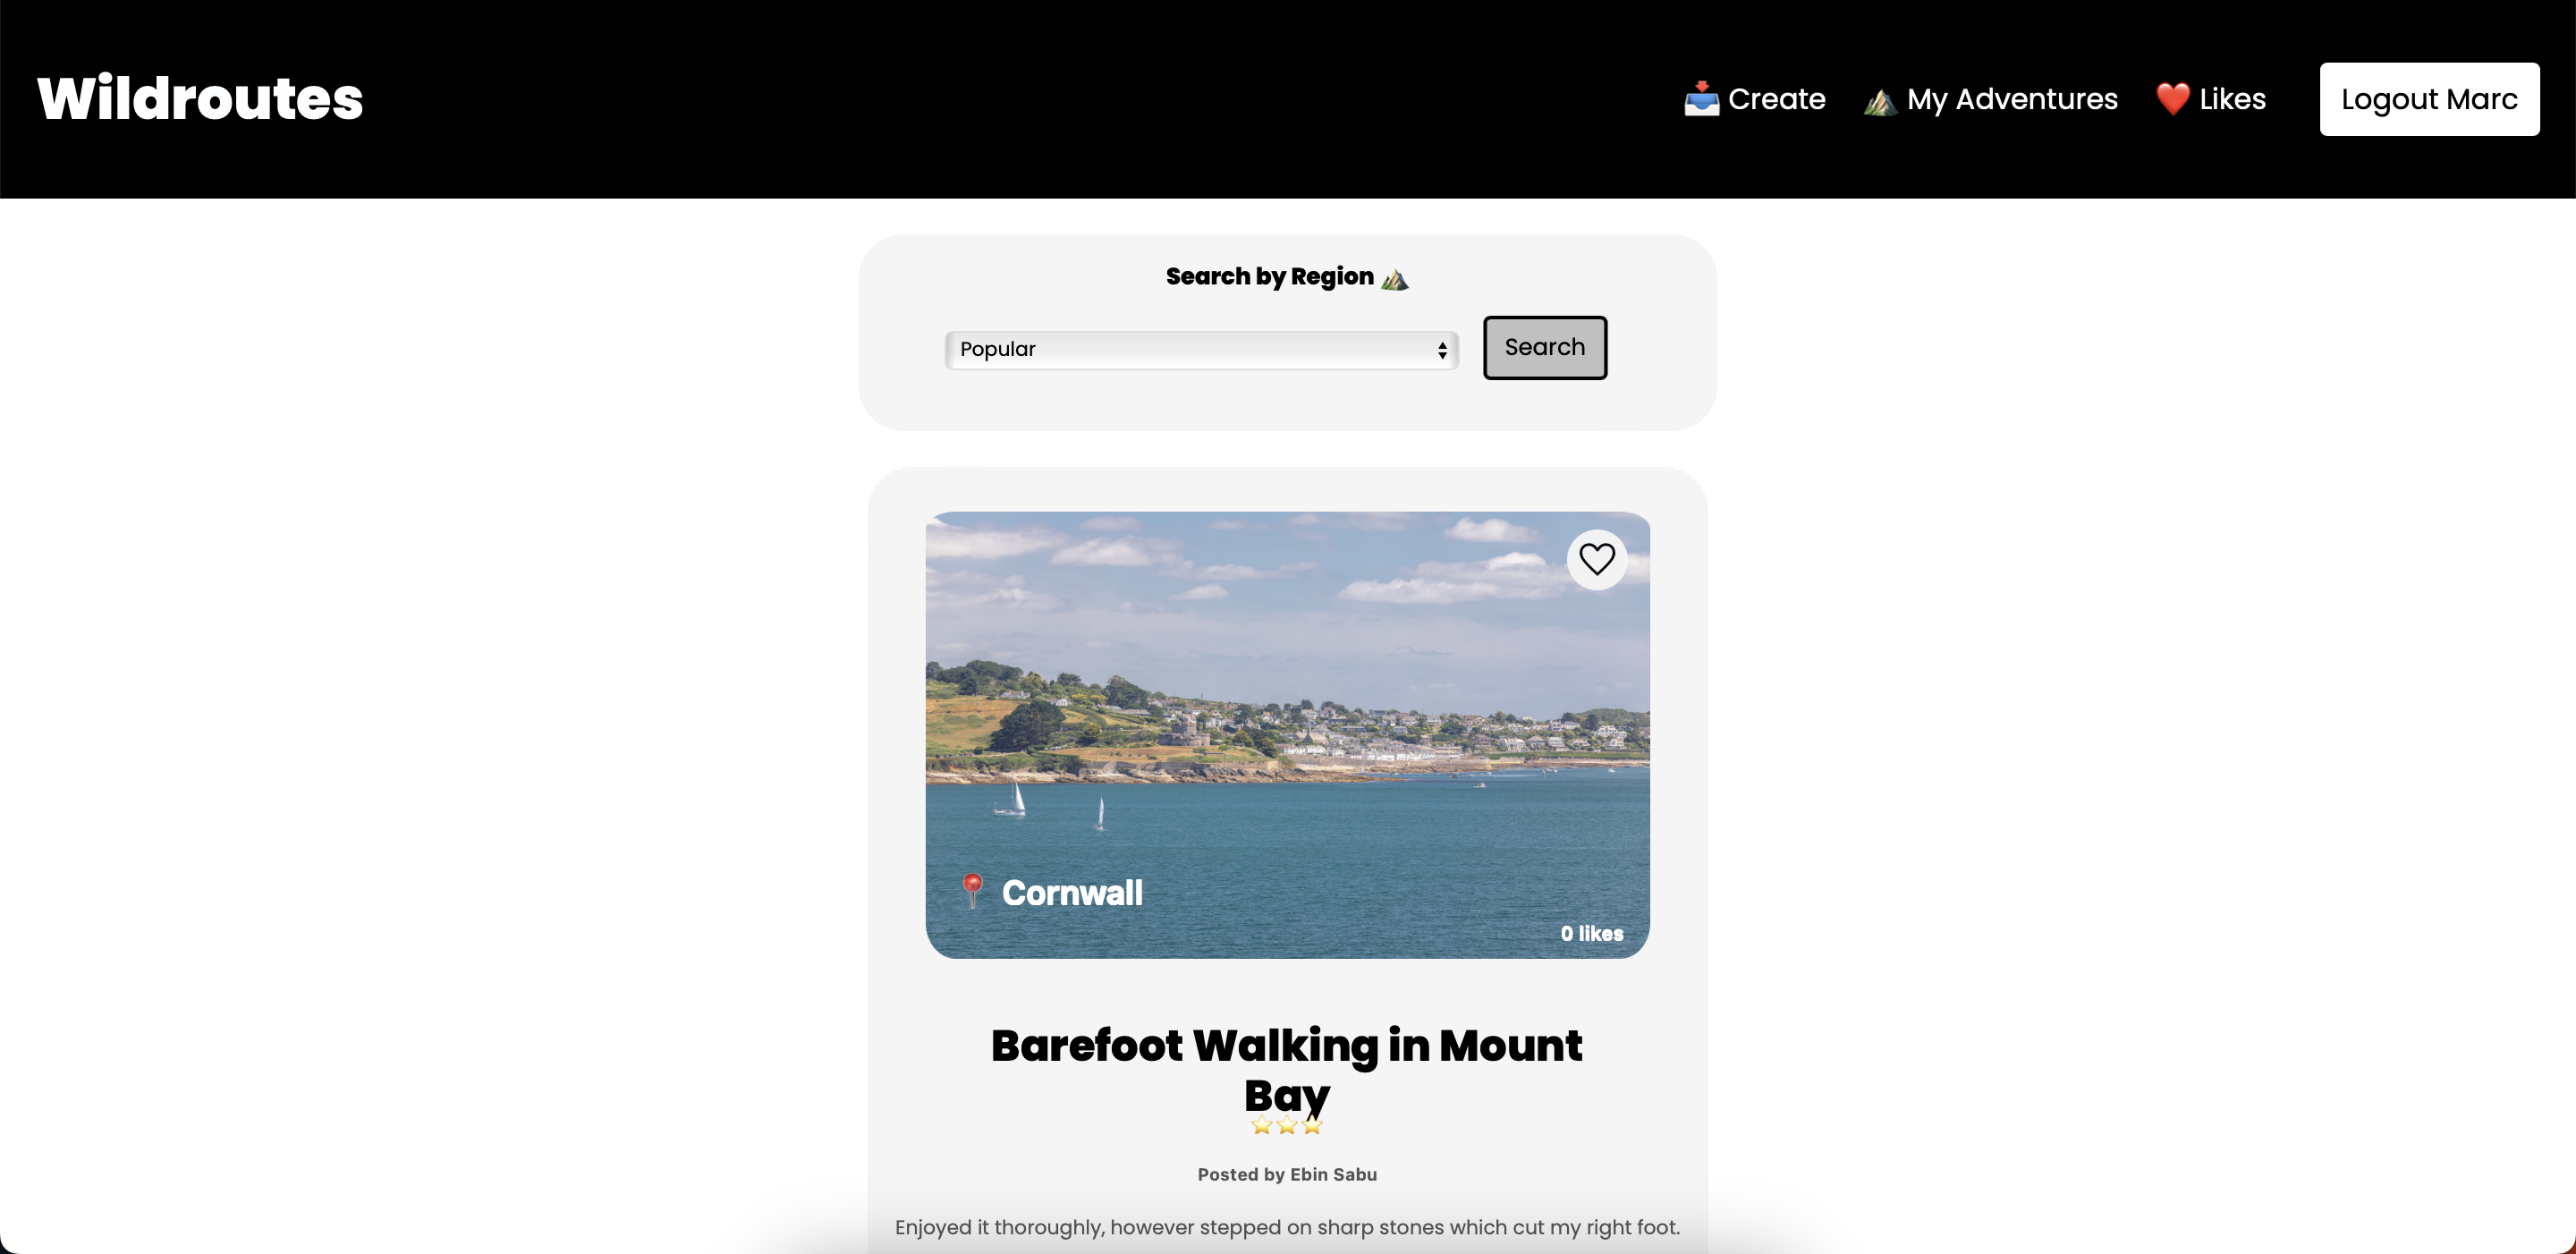 Wildroutes
Create
My Adventures
Likes
Logout Marc
Search by Region
Popular
Search
Cornwall
0 likes
Barefoot Walking in Mount
Bay
Posted by Ebin Sabu
Enjoyed it thoroughly, however stepped on sharp stones which cut my right foot.